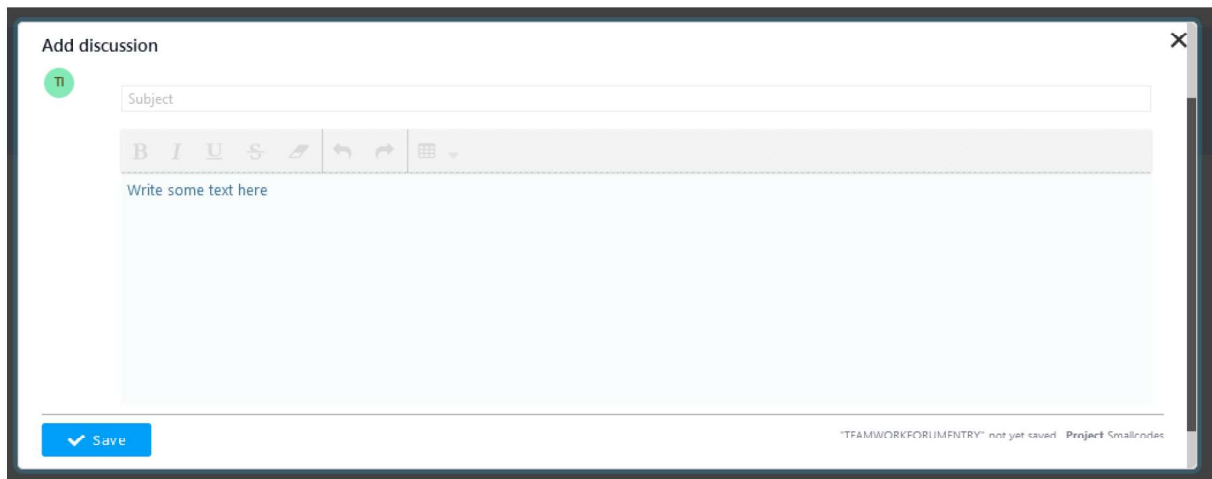 Add discussion
TI
Subject
B I U S
Write some text here
Save
"TEAMWORKFORUMENTRY" not yet saved Project Smallcodes